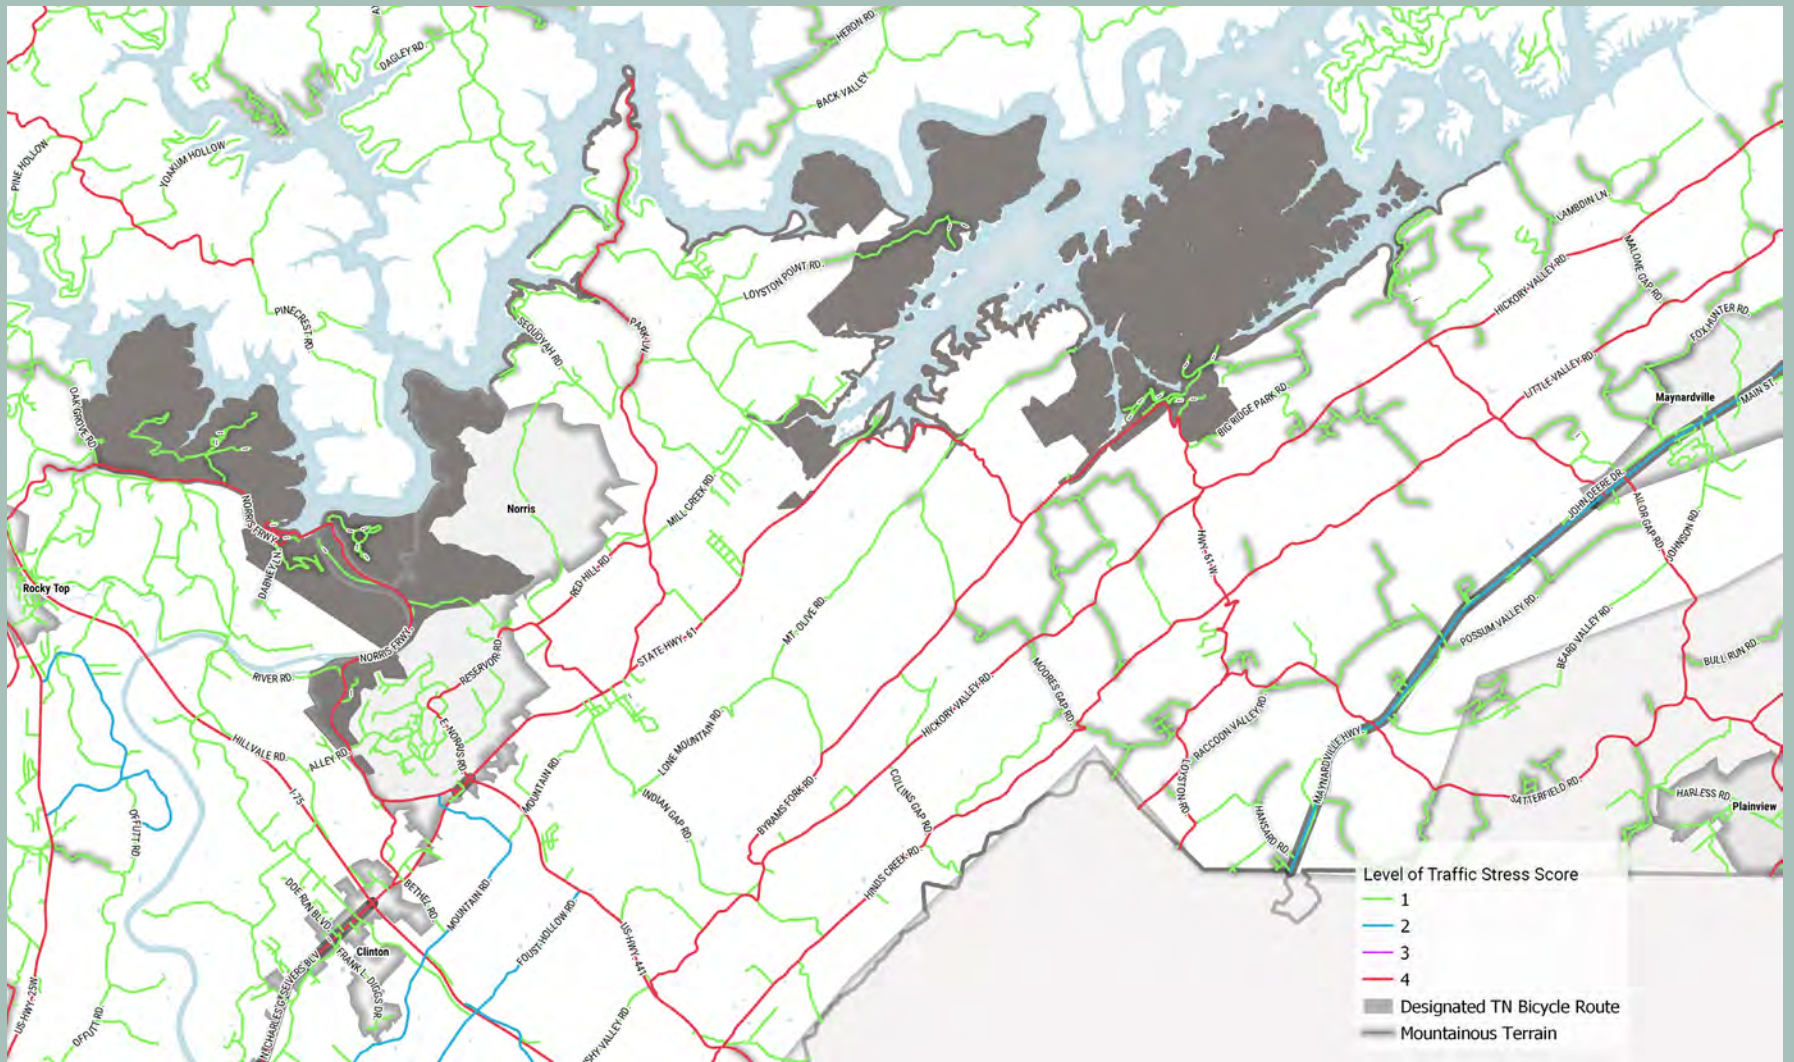 HERON RD.
DAGLEY RD.
BACK VALLEY
PINE HOLLOW
YOAKUM HOLLOW
LAMBDIN LN.
MALONE GAP RD.
LOYSTON POINT RD.
HICKORY VALLEY RD.
PINECREST RD.
SEQUOYAH RD.
PARK LN.
FOX HUNTER RD.
LITTLE VALLEY RD.
OAK GROVE RD.
BIG RIDGE PARK RD.
Maynardville
MAIN ST.
MILL CREEK RD.
JOHN DEERE DR.
Norris
NORRIS FRWY.
AILOR GAP RD.
JOHNSON RD.
HWY-61 W
DABNEY LN.
RED HILL RD.
Rocky Top
MT. OLIVE RD.
POSSUM VALLEY RD.
BEARD VALLEY RD.
STATE HWY-61
NORRIS FRWY.
RESERVOIR RD.
BULL RUN RD.
RIVER RD.
MOORES GAP RD.
HICKORY VALLEY RD.
E. NORRIS RD.
LONE MOUNTAIN RD.
RACCOON VALLEY RD.
HILLVALE RD.
ALLEY RD.
MAYNARDVILLE HWY.
I-75
MOUNTAIN RD.
INDIAN GAP RD.
BYRAMS FORK RD.
COLLINS GAP RD.
LOYSTON RD.
SATTERFIELD RD.
HARLESS RD.
Plainview
OFFUTT RD.
HANSARD RD.
HINDS CREEK RD.
BETHEL RD.
MOUNTAIN RD.
DOE RUN BLVD.
FOUST HOLLOW RD.
US-HWY-441
Clinton
FRANK L. DIGGS DR.
US-HWY-25W
OFFUTT RD.
Level of Traffic Stress Score
1
2
3
4
Designated TN Bicycle Route
Mountainous Terrain